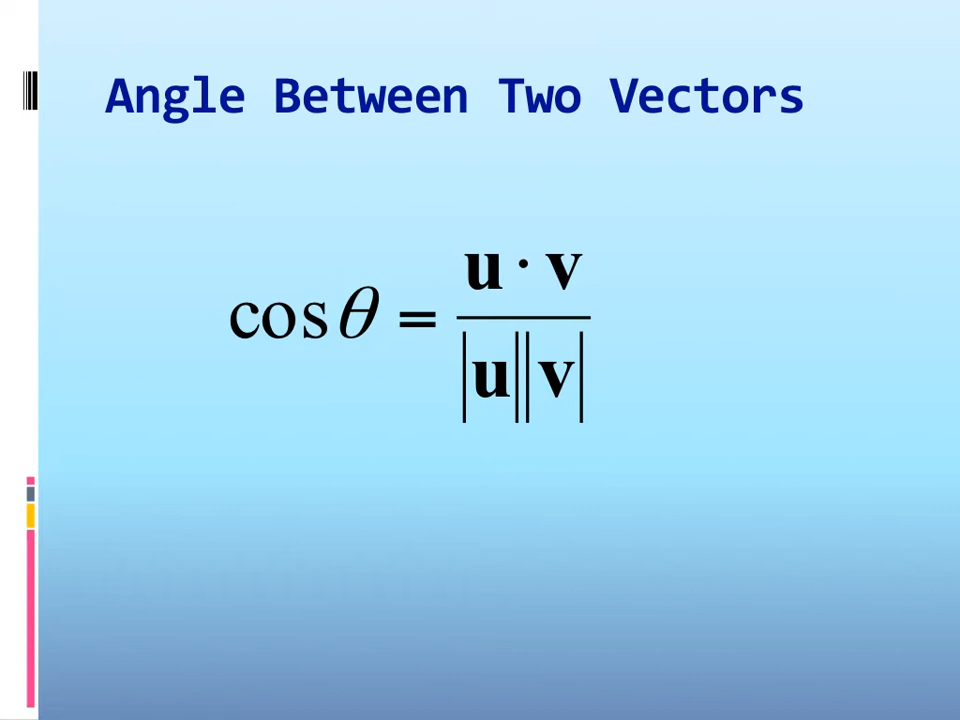 Angle Between Two Vectors
cos θ = u · v / |u||v|